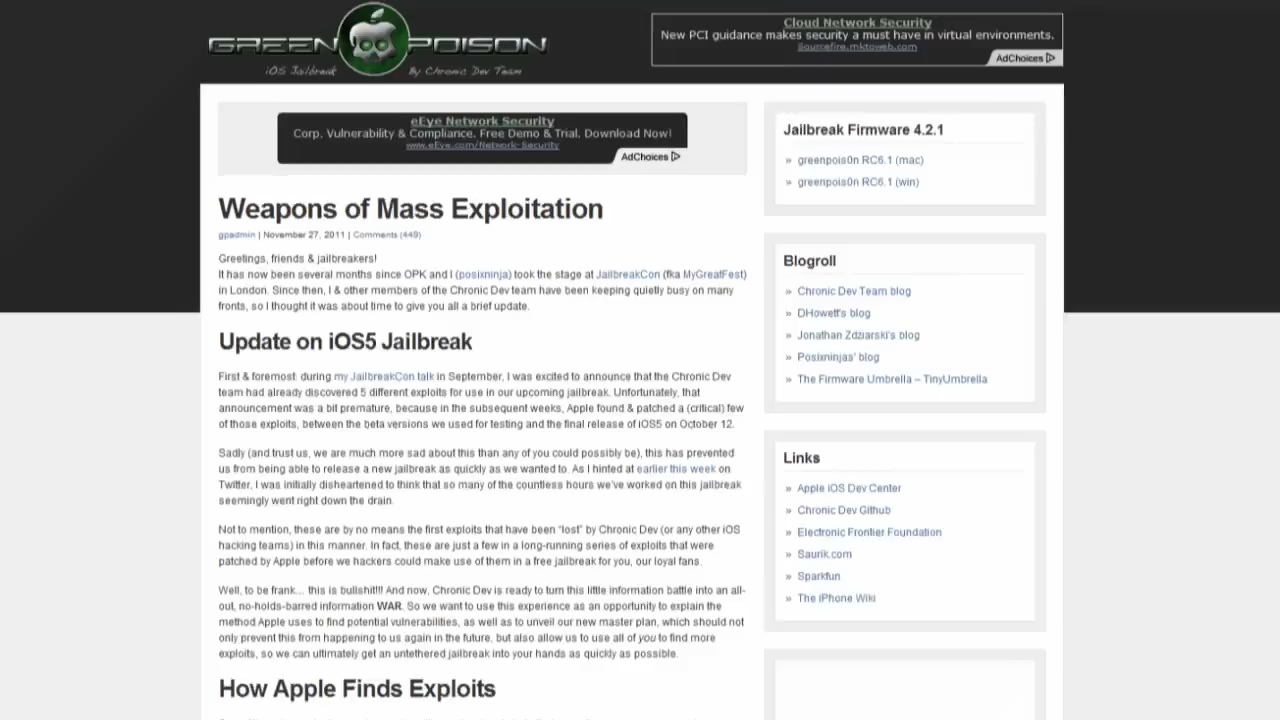 GREEN POISON
iOS Jailbreak By Chronic Dev Team
Cloud Network Security
New PCI guidance makes security a must have in virtual environments.
Sourcefire.mktoweb.com
AdChoices
eEye Network Security
Corp. Vulnerability & Compliance. Free Demo & Trial. Download Now!
www.eEye.com/Network-Security
AdChoices
Weapons of Mass Exploitation
gpadmin | November 27, 2011 | Comments (449)
Greetings, friends & jailbreakers!
It has now been several months since OPK and I (posixninja) took the stage at JailbreakCon (fka MyGreatFest)
in London. Since then, I & other members of the Chronic Dev team have been keeping quietly busy on many
fronts, so I thought it was about time to give you all a brief update.
Update on iOS5 Jailbreak
First & foremost: during my JailbreakCon talk in September, I was excited to announce that the Chronic Dev
team had already discovered 5 different exploits for use in our upcoming jailbreak. Unfortunately, that
announcement was a bit premature, because in the subsequent weeks, Apple found & patched a (critical) few
of those exploits, between the beta versions we used for testing and the final release of iOS5 on October 12.
Sadly (and trust us, we are much more sad about this than any of you could possibly be), this has prevented
us from being able to release a new jailbreak as quickly as we wanted to. As I hinted at earlier this week on
Twitter, I was initially disheartened to think that so many of the countless hours we've worked on this jailbreak
seemingly went right down the drain.
Not to mention, these are by no means the first exploits that have been "lost" by Chronic Dev (or any other iOS
hacking teams) in this manner. In fact, these are just a few in a long-running series of exploits that were
patched by Apple before we hackers could make use of them in a free jailbreak for you, our loyal fans.
Well, to be frank... this is bullshit!!! And now, Chronic Dev is ready to turn this little information battle into an all-
out, no-holds-barred information WAR. So we want to use this experience as an opportunity to explain the
method Apple uses to find potential vulnerabilities, as well as to unveil our new master plan, which should not
only prevent this from happening to us again in the future, but also allow us to use all of you to find more
exploits, so we can ultimately get an untethered jailbreak into your hands as quickly as possible.
How Apple Finds Exploits
Jailbreak Firmware 4.2.1
» greenpois0n RC6.1 (mac)
» greenpois0n RC6.1 (win)
Blogroll
» Chronic Dev Team blog
» DHowett's blog
» Jonathan Zdziarski's blog
» Posixninjas' blog
» The Firmware Umbrella – TinyUmbrella
Links
» Apple iOS Dev Center
» Chronic Dev Github
» Electronic Frontier Foundation
» Saurik.com
» Sparkfun
» The iPhone Wiki